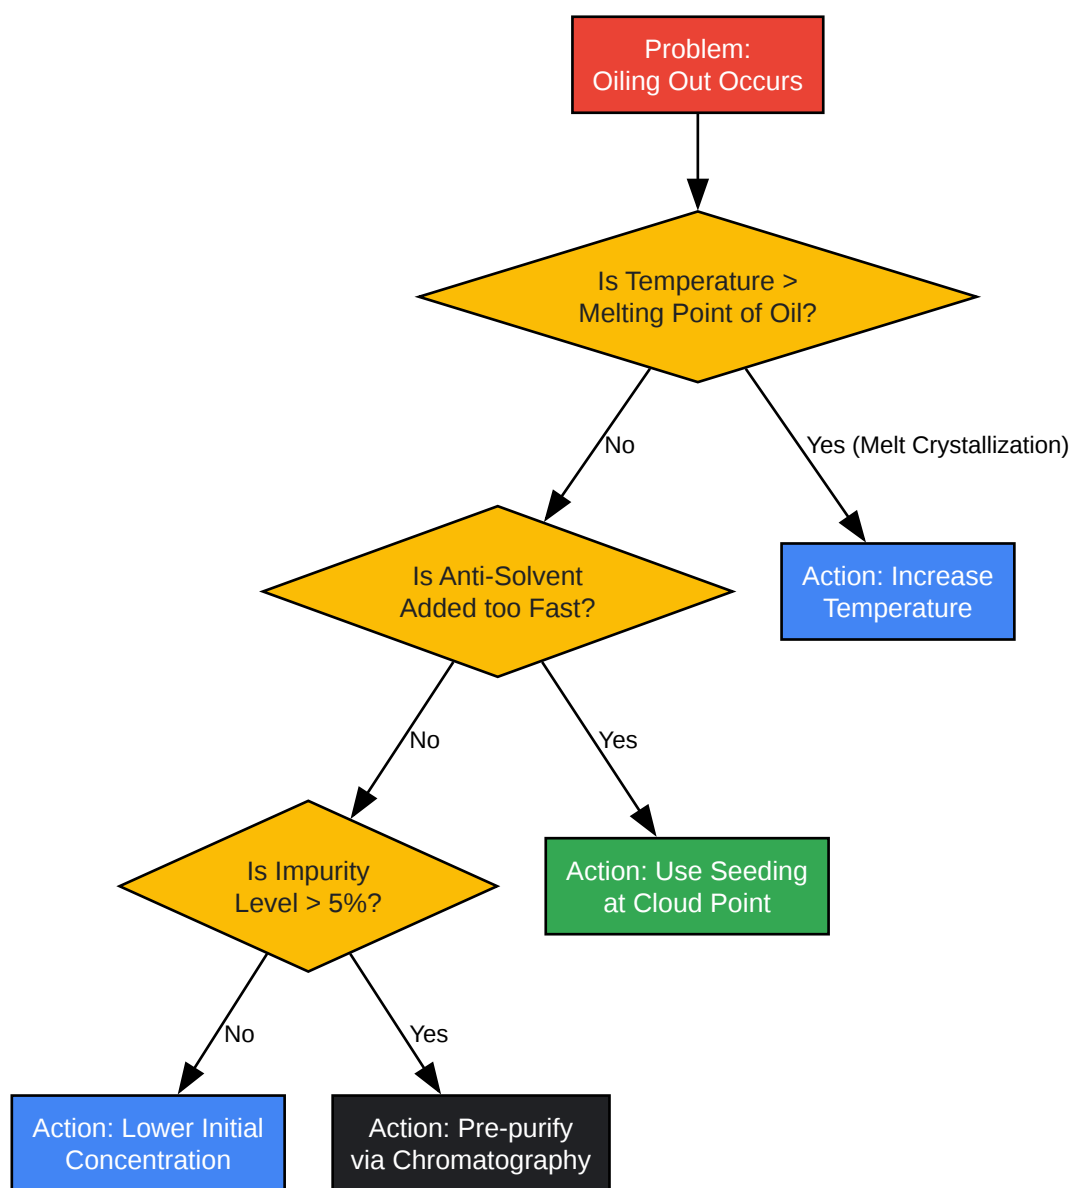 Problem:
Oiling Out Occurs
Is Temperature >
Melting Point of Oil?
No
Yes (Melt Crystallization)
Is Anti-Solvent
Added too Fast?
Action: Increase
Temperature
No
Yes
Is Impurity
Level > 5%?
Action: Use Seeding
at Cloud Point
No
Yes
Action: Lower Initial
Concentration
Action: Pre-purify
via Chromatography